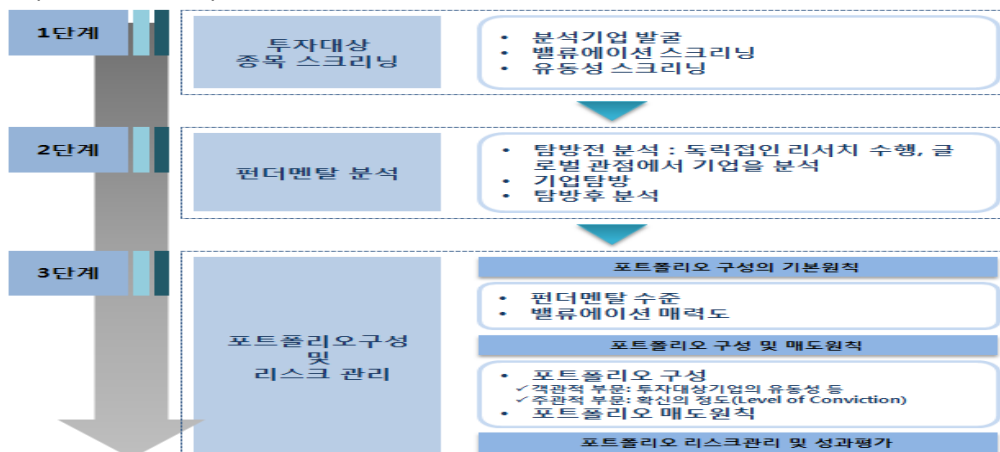 1단계
투자대상
종목 스크리닝
• 분석기업 발굴
• 밸류에이션 스크리닝
• 유동성 스크리닝
2단계
펀더멘탈 분석
• 탐방전 분석 : 독립접인 리서치 수행, 글
로벌 관점에서 기업을 분석
• 기업탐방
• 탐방후 분석
3단계
포트폴리오구성
및
리스크 관리
포트폴리오 구성의 기본원칙
• 펀더멘탈 수준
• 밸류에이션 매력도
포트폴리오 구성 및 매도원칙
• 포트폴리오 구성
✓객관적 부문: 투자대상기업의 유동성 등
✓주관적 부문: 확신의 정도(Level of Conviction)
• 포트폴리오 매도원칙
포트폴리오 리스크관리 및 성과평가